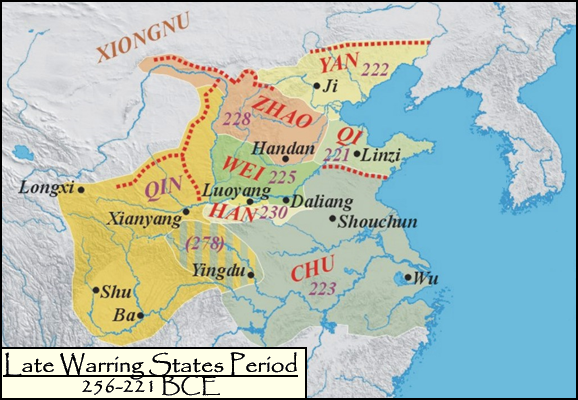 XIONGNU
YAN 222
Ji
ZHAO
228
Handan
QI
221
Linzi
WEI 225
Longxi
QIN
Luoyang
Daliang
Xianyang
HAN 230
Shouchun
(278)
Yingdu
CHU
223
Wu
Shu
Ba
Late Warring States Period
256-221 BCE